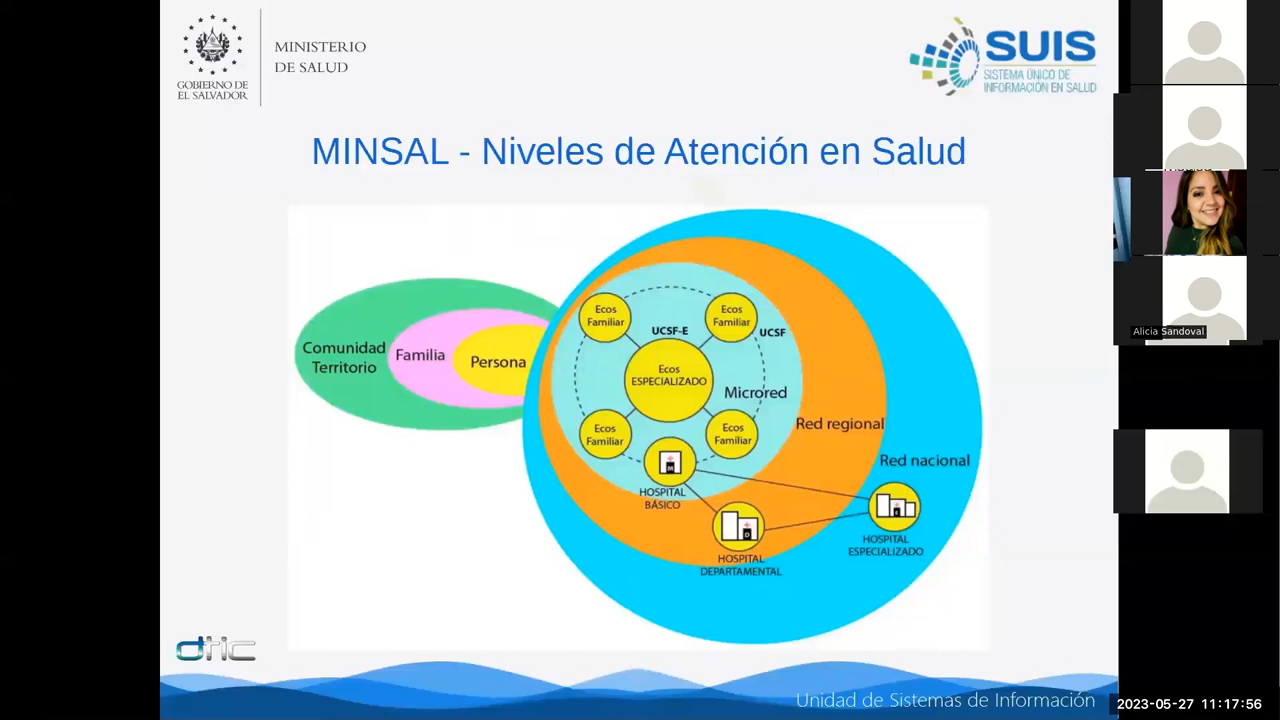 MINISTERIO
DE SALUD
GOBIERNO DE
EL SALVADOR
SUIS
SISTEMA ÚNICO DE
INFORMACIÓN EN SALUD
MINSAL - Niveles de Atención en Salud
Comunidad
Territorio
Familia
Persona
Ecos
Familiar
Ecos
Familiar
UCSF-E
UCSF
Ecos
ESPECIALIZADO
Microred
Ecos
Familiar
Ecos
Familiar
Red regional
Red nacional
HOSPITAL
BÁSICO
HOSPITAL
DEPARTAMENTAL
HOSPITAL
ESPECIALIZADO
dtic
Unidad de Sistemas de Información
Alicia Sandoval
2023-05-27 11:17:56